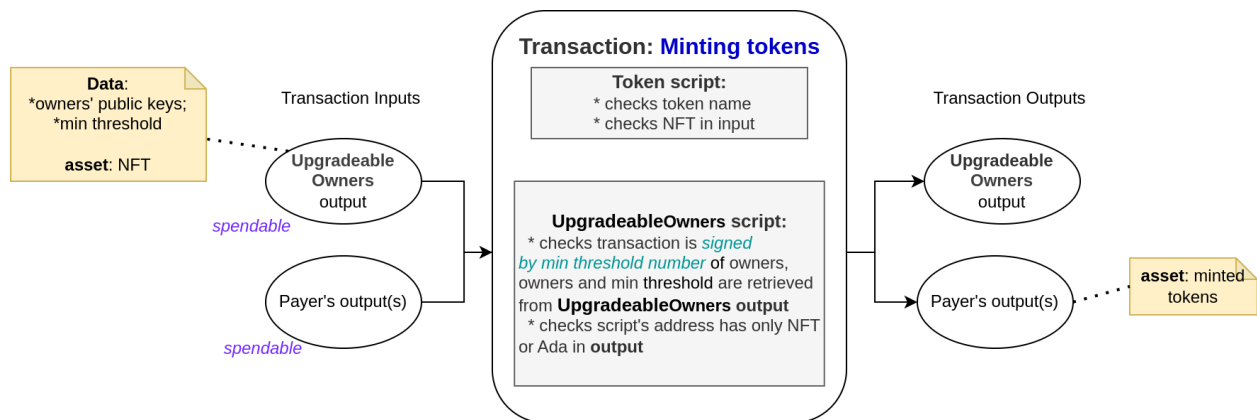 Transaction: Minting tokens
Data:
*owners' public keys;
*min threshold
asset: NFT
Transaction Inputs
Upgradeable
Owners
output
spendable
Payer's output(s)
spendable
Token script:
* checks token name
* checks NFT in input
UpgradeableOwners script:
* checks transaction is signed
by min threshold number of owners,
owners and min threshold are retrieved
from UpgradeableOwners output
* checks script's address has only NFT
or Ada in output
Transaction Outputs
Upgradeable
Owners
output
Payer's output(s)
asset: minted
tokens